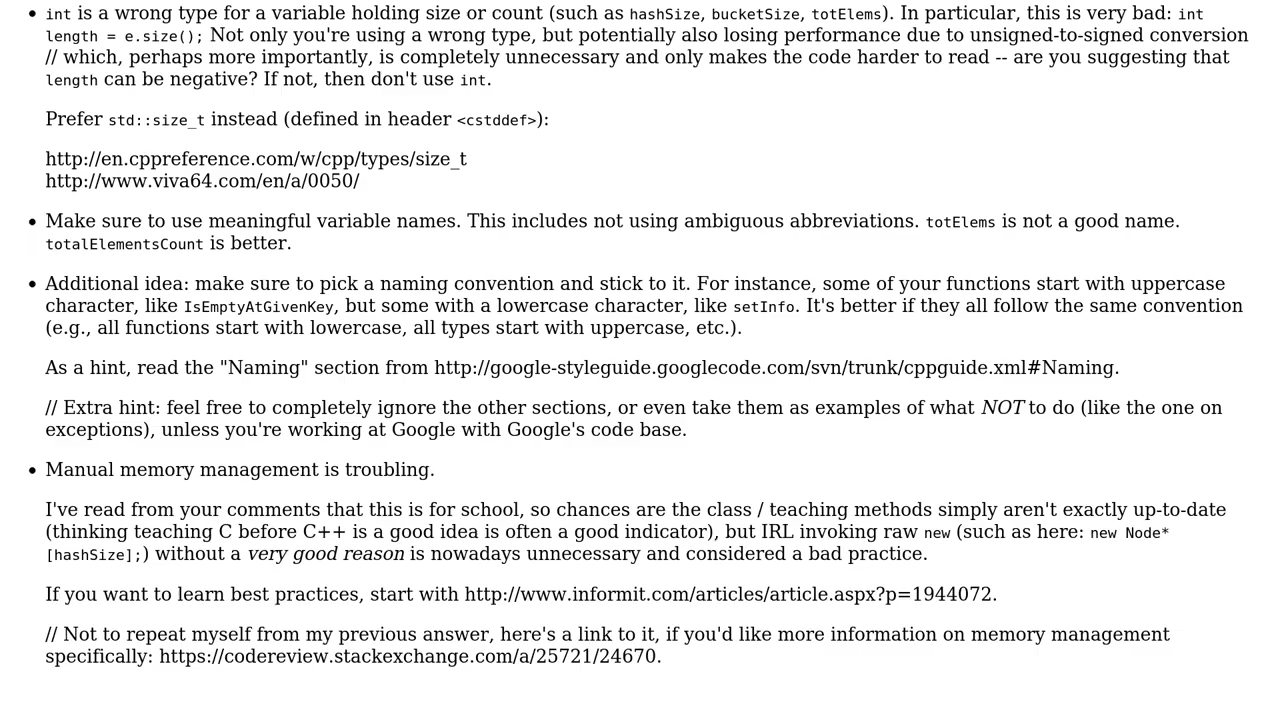 • int is a wrong type for a variable holding size or count (such as hashSize, bucketSize, totElems). In particular, this is very bad: int
length = e.size(); Not only you're using a wrong type, but potentially also losing performance due to unsigned-to-signed conversion
// which, perhaps more importantly, is completely unnecessary and only makes the code harder to read -- are you suggesting that
length can be negative? If not, then don't use int.
Prefer std::size_t instead (defined in header <cstddef>):
http://en.cppreference.com/w/cpp/types/size_t
http://www.viva64.com/en/a/0050/
• Make sure to use meaningful variable names. This includes not using ambiguous abbreviations. totElems is not a good name.
totalElementsCount is better.
• Additional idea: make sure to pick a naming convention and stick to it. For instance, some of your functions start with uppercase
character, like IsEmptyAtGivenKey, but some with a lowercase character, like setInfo. It's better if they all follow the same convention
(e.g., all functions start with lowercase, all types start with uppercase, etc.).
As a hint, read the "Naming" section from http://google-styleguide.googlecode.com/svn/trunk/cppguide.xml#Naming.
// Extra hint: feel free to completely ignore the other sections, or even take them as examples of what NOT to do (like the one on
exceptions), unless you're working at Google with Google's code base.
• Manual memory management is troubling.
I've read from your comments that this is for school, so chances are the class / teaching methods simply aren't exactly up-to-date
(thinking teaching C before C++ is a good idea is often a good indicator), but IRL invoking raw new (such as here: new Node*
[hashSize];) without a very good reason is nowadays unnecessary and considered a bad practice.
If you want to learn best practices, start with http://www.informit.com/articles/article.aspx?p=1944072.
// Not to repeat myself from my previous answer, here's a link to it, if you'd like more information on memory management
specifically: https://codereview.stackexchange.com/a/25721/24670.